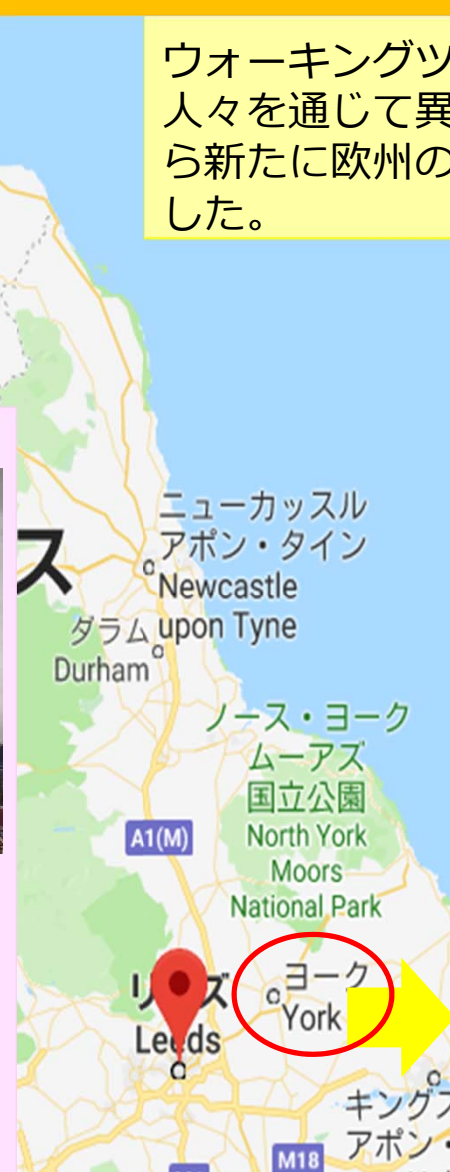 ウォーキングツ
人々を通じて異
ら新たに欧州の
した。
ニューカッスル
アポン・タイン
Newcastle
upon Tyne
ス
ダラム
Durham
ノース・ヨーク
ムーアズ
国立公園
North York
Moors
National Park
A1(M)
ヨーク
York
リーズ
Leeds
キングス
アポン・
M18